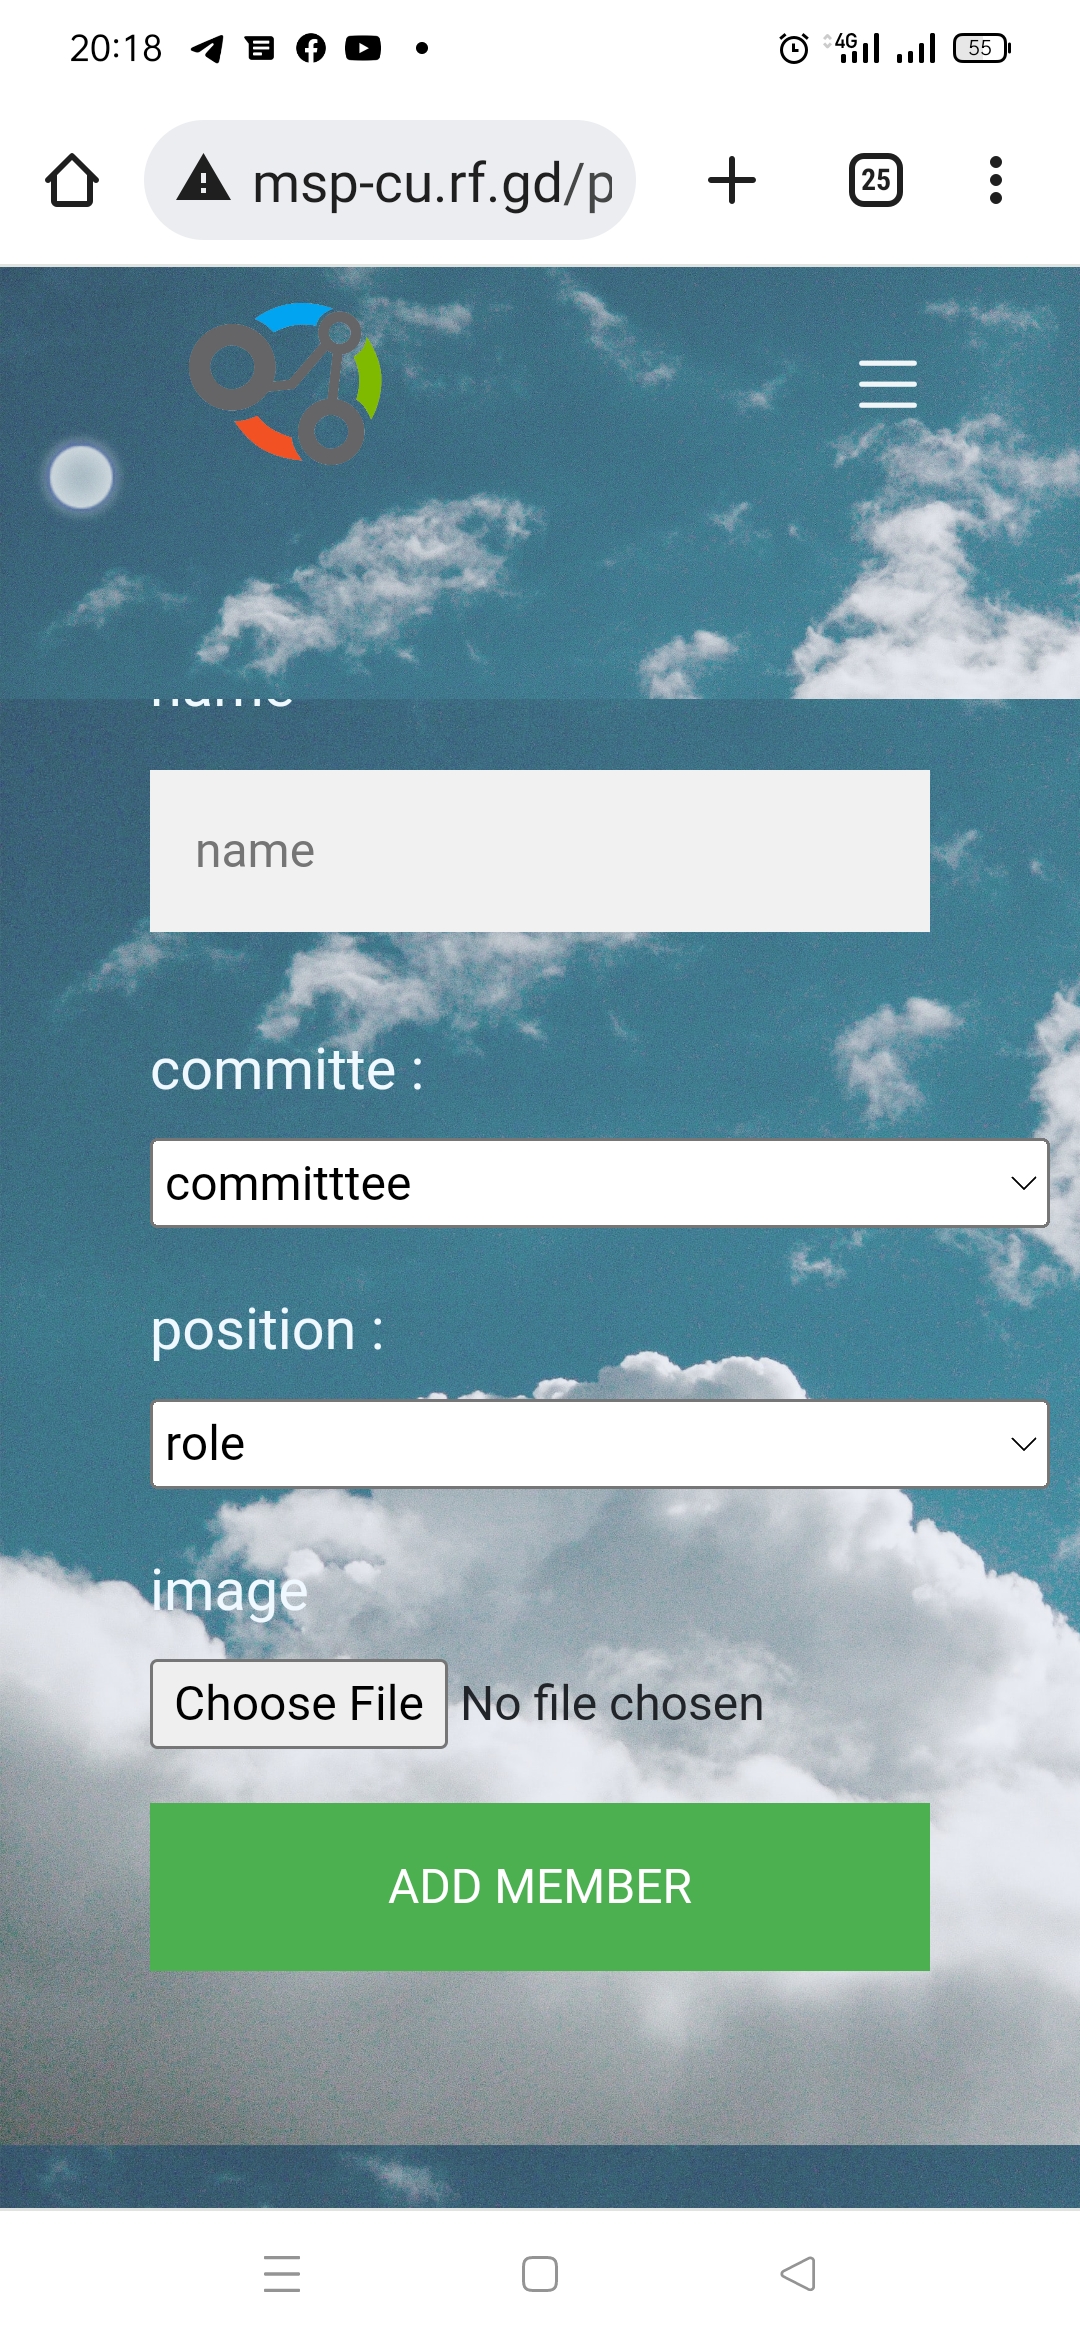 20:18
4G
55
msp-cu.rf.gd/p
25
name
name
committe :
committtee
position :
role
image
Choose File No file chosen
ADD MEMBER